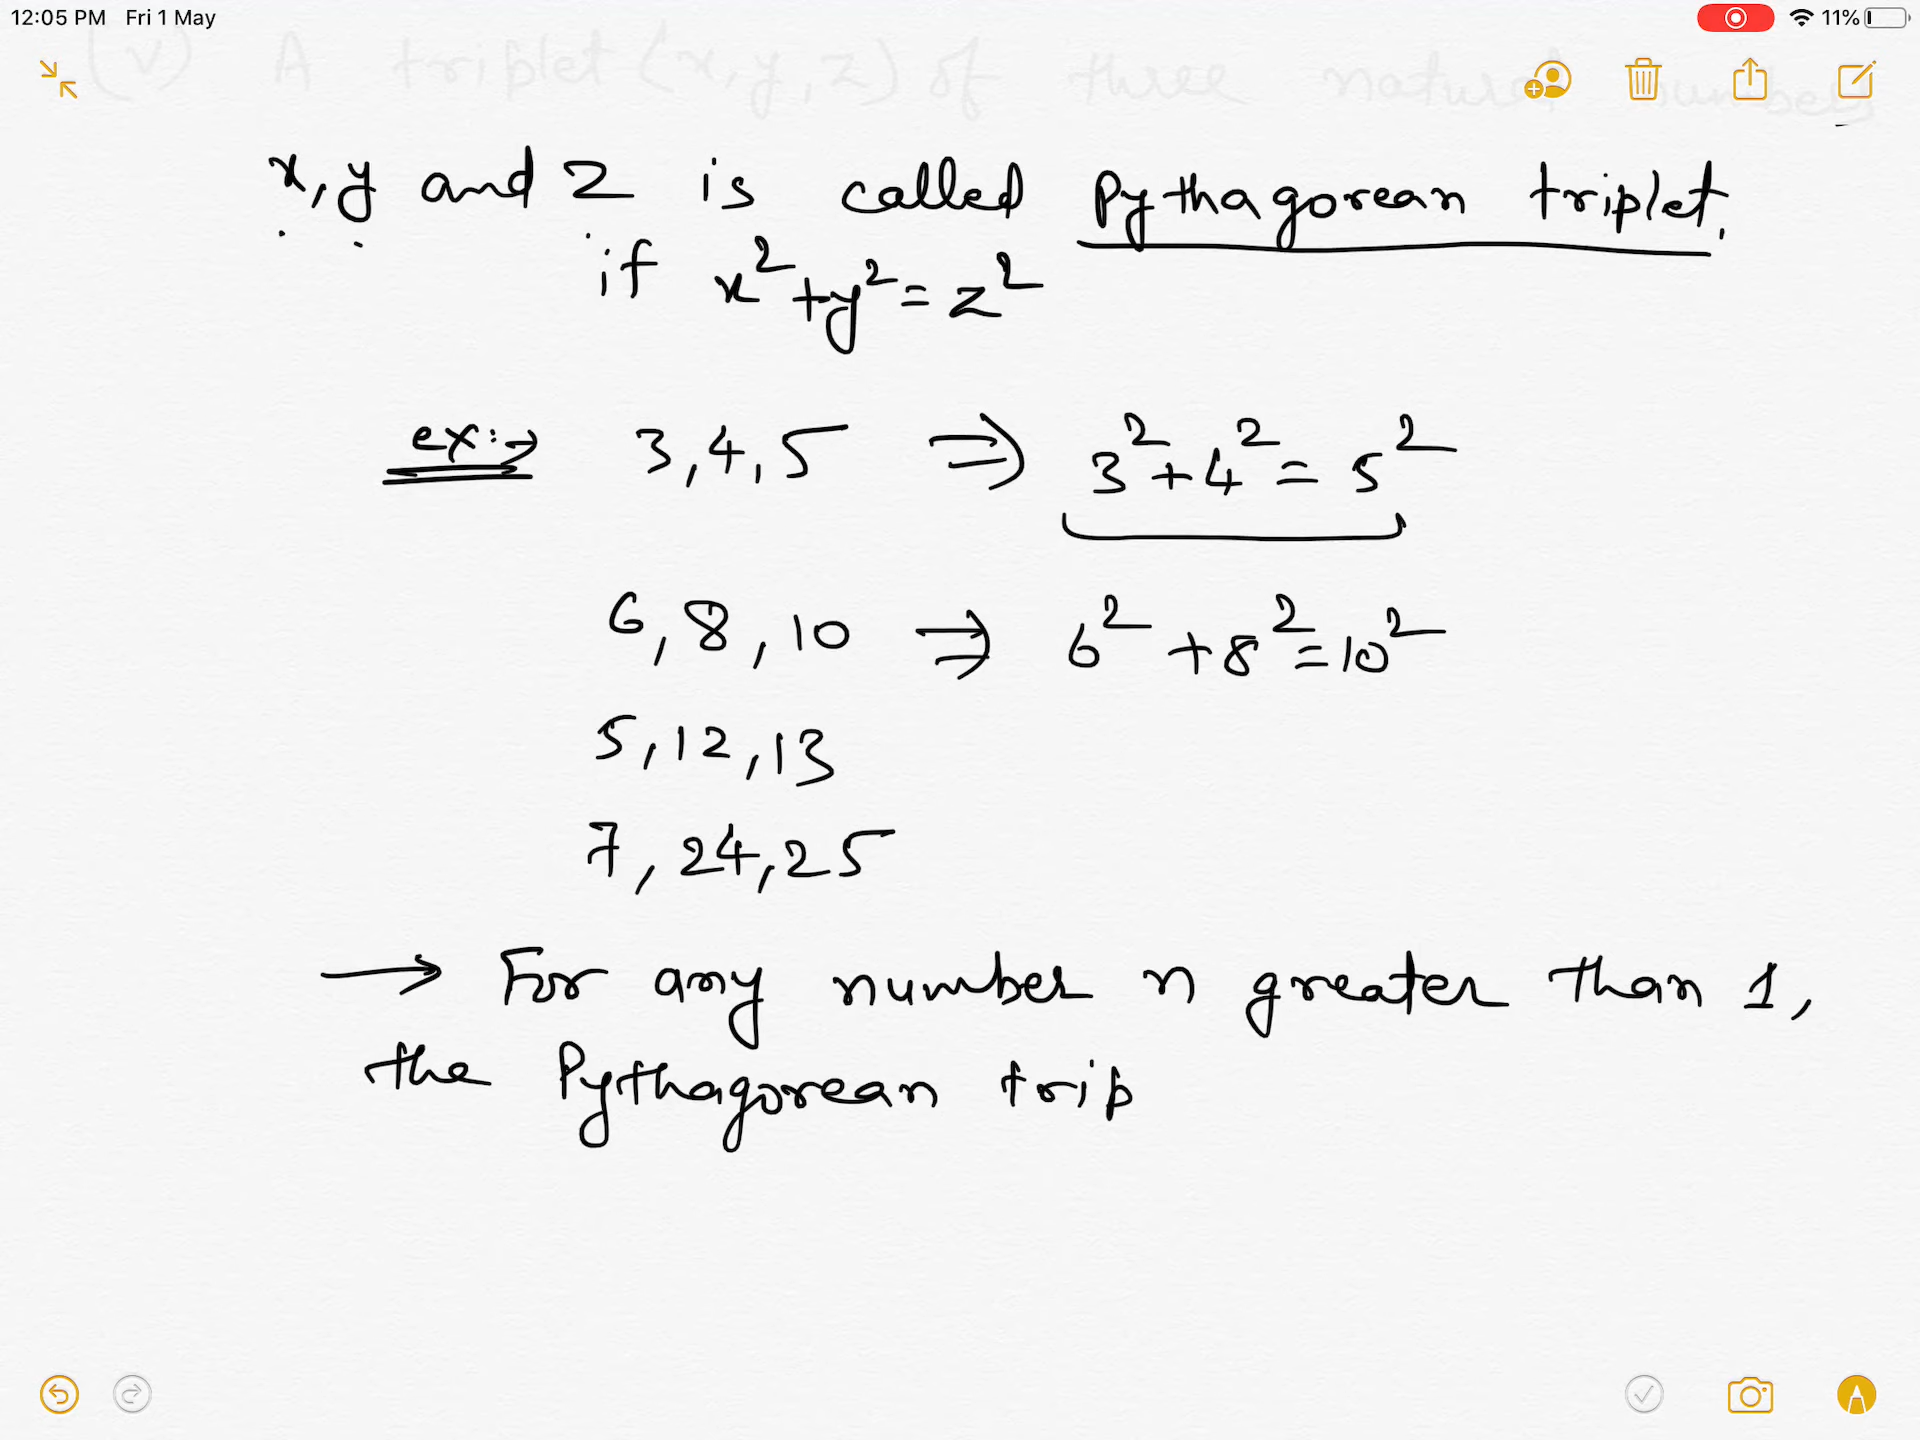 12:05 PM Fri 1 May 11%
(v) A triplet (x,y,z) of three natural numbers
x,y and z is called Pythagorean triplet,
if x²+y²=z²
ex:→ 3,4,5 ⇒ 3²+4²=5²
6,8,10 ⇒ 6²+8²=10²
5,12,13
7,24,25
→ For any number n greater than 1,
the Pythagorean trip